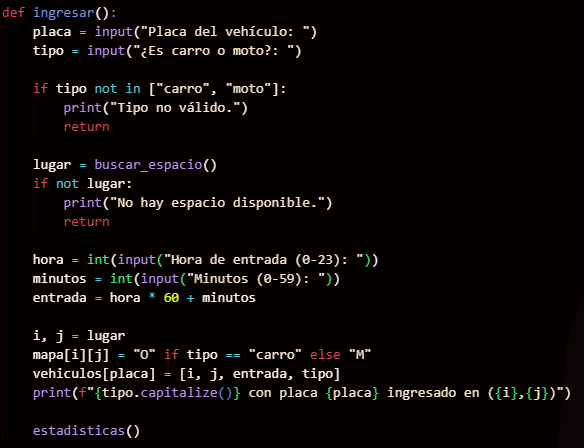 def ingresar():
    placa = input("Placa del vehículo: ")
    tipo = input("¿Es carro o moto?: ")

    if tipo not in ["carro", "moto"]:
        print("Tipo no válido.")
        return

    lugar = buscar_espacio()
    if not lugar:
        print("No hay espacio disponible.")
        return

    hora = int(input("Hora de entrada (0-23): "))
    minutos = int(input("Minutos (0-59): "))
    entrada = hora * 60 + minutos

    i, j = lugar
    mapa[i][j] = "O" if tipo == "carro" else "M"
    vehiculos[placa] = [i, j, entrada, tipo]
    print(f"{tipo.capitalize()} con placa {placa} ingresado en ({i},{j})")

    estadisticas()